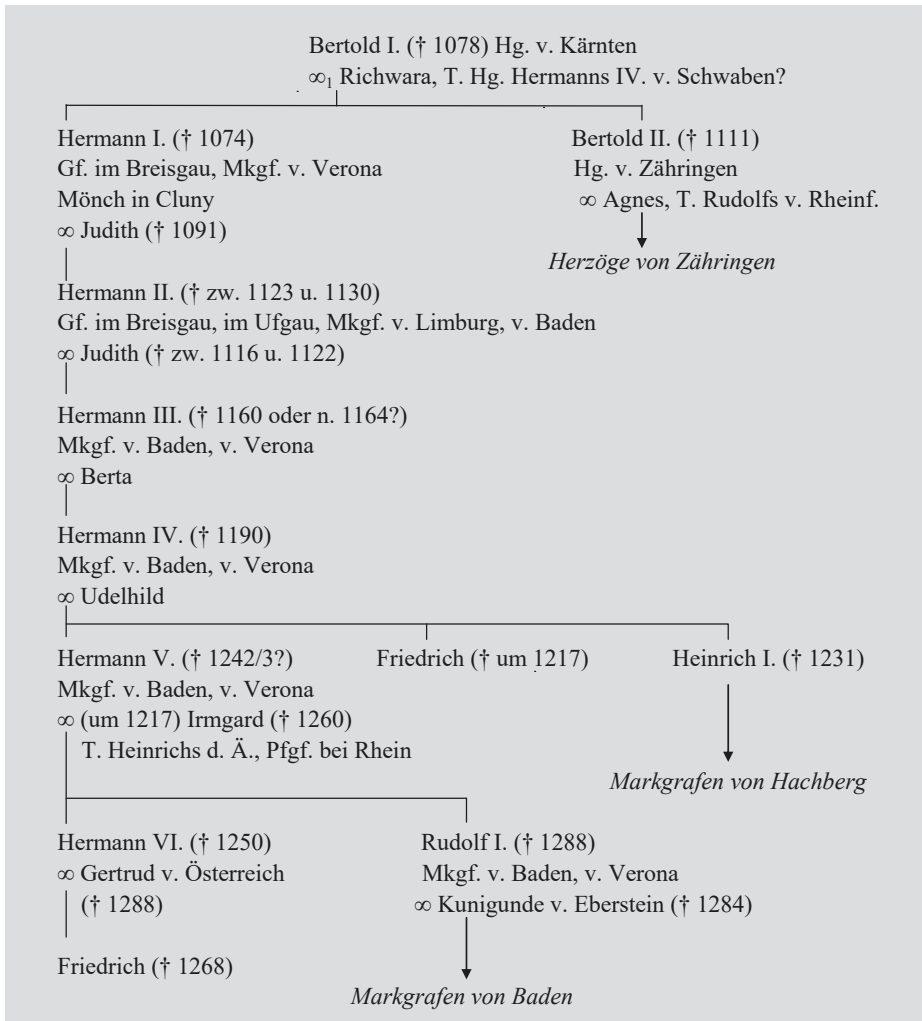 Bertold I. († 1078) Hg. v. Kärnten
∞₁ Richwara, T. Hg. Hermanns IV. v. Schwaben?
Hermann I. († 1074)
Gf. im Breisgau, Mkgf. v. Verona
Mönch in Cluny
∞ Judith († 1091)
Bertold II. († 1111)
Hg. v. Zähringen
∞ Agnes, T. Rudolfs v. Rheinf.
Herzöge von Zähringen
Hermann II. († zw. 1123 u. 1130)
Gf. im Breisgau, im Ufgau, Mkgf. v. Limburg, v. Baden
∞ Judith († zw. 1116 u. 1122)
Hermann III. († 1160 oder n. 1164?)
Mkgf. v. Baden, v. Verona
∞ Berta
Hermann IV. († 1190)
Mkgf. v. Baden, v. Verona
∞ Udelhild
Hermann V. († 1242/3?)
Mkgf. v. Baden, v. Verona
∞ (um 1217) Irmgard († 1260)
T. Heinrichs d. Ä., Pfgf. bei Rhein
Friedrich († um 1217)
Heinrich I. († 1231)
Markgrafen von Hachberg
Hermann VI. († 1250)
∞ Gertrud v. Österreich
(† 1288)
Friedrich († 1268)
Rudolf I. († 1288)
Mkgf. v. Baden, v. Verona
∞ Kunigunde v. Eberstein († 1284)
Markgrafen von Baden